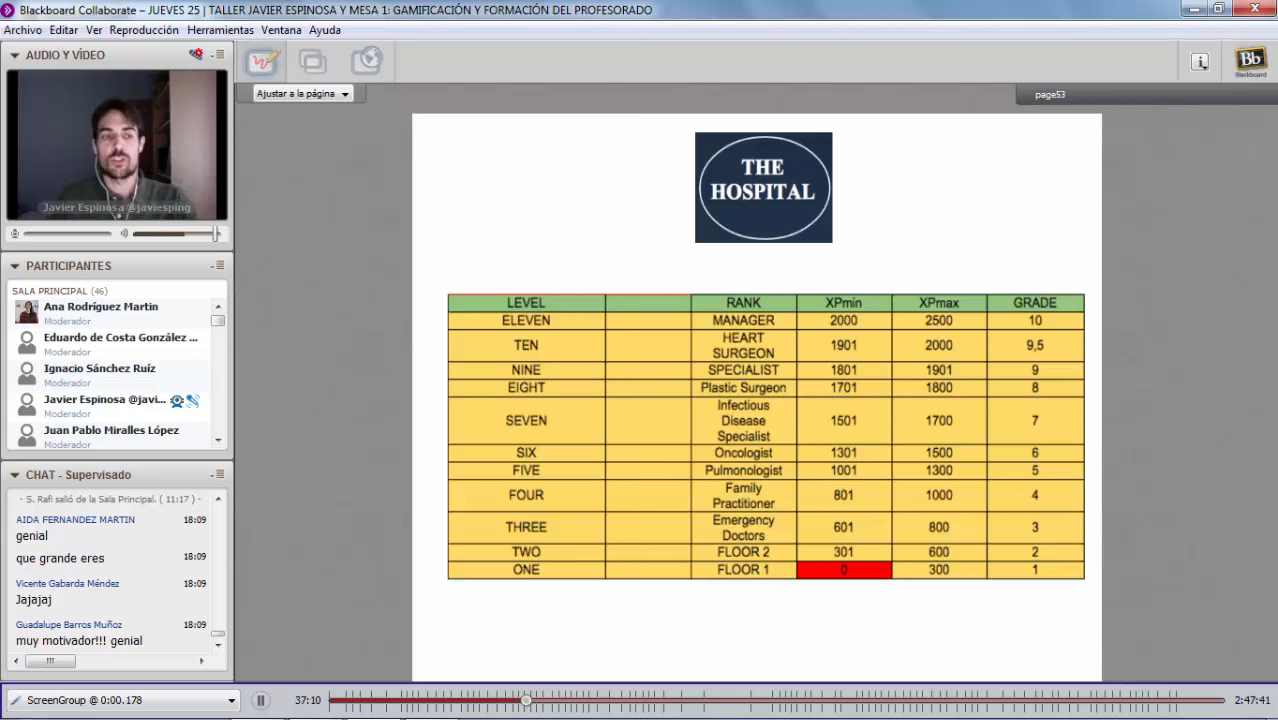 Blackboard Collaborate – JUEVES 25 | TALLER JAVIER ESPINOSA Y MESA 1: GAMIFICACIÓN Y FORMACIÓN DEL PROFESORADO
Archivo Editar Ver Reproducción Herramientas Ventana Ayuda
AUDIO Y VÌDEO
Javier Espinosa @javiesping
PARTICIPANTES
SALA PRINCIPAL (46)
Ana Rodríguez Martin
Moderador
Eduardo de Costa González ...
Moderador
Ignacio Sánchez Ruíz
Moderador
Javier Espinosa @javi...
Moderador
Juan Pablo Miralles López
Moderador
CHAT - Supervisado
- S. Rafi salió de la Sala Principal. ( 11:17 ) -
AIDA FERNANDEZ MARTIN 18:09
genial
que grande eres 18:09
Vicente Gabarda Méndez 18:09
Jajajaj
Guadalupe Barros Muñoz 18:09
muy motivador!!! genial
ScreenGroup @ 0:00.178
37:10
2:47:41
Ajustar a la página
page53
i
Bb
Blackboard
THE
HOSPITAL
LEVEL RANK XPmin XPmax GRADE
ELEVEN MANAGER 2000 2500 10
TEN HEART SURGEON 1901 2000 9,5
NINE SPECIALIST 1801 1901 9
EIGHT Plastic Surgeon 1701 1800 8
SEVEN Infectious Disease Specialist 1501 1700 7
SIX Oncologist 1301 1500 6
FIVE Pulmonologist 1001 1300 5
FOUR Family Practitioner 801 1000 4
THREE Emergency Doctors 601 800 3
TWO FLOOR 2 301 600 2
ONE FLOOR 1 0 300 1